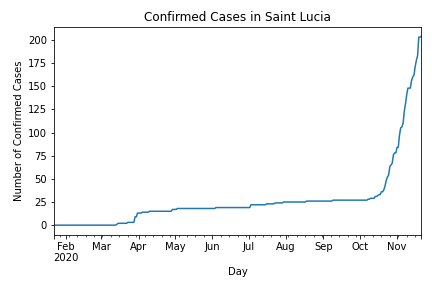 Confirmed Cases in Saint Lucia
Number of Confirmed Cases
200
175
150
125
100
75
50
25
0
Feb Mar Apr May Jun Jul Aug Sep Oct Nov
2020
Day